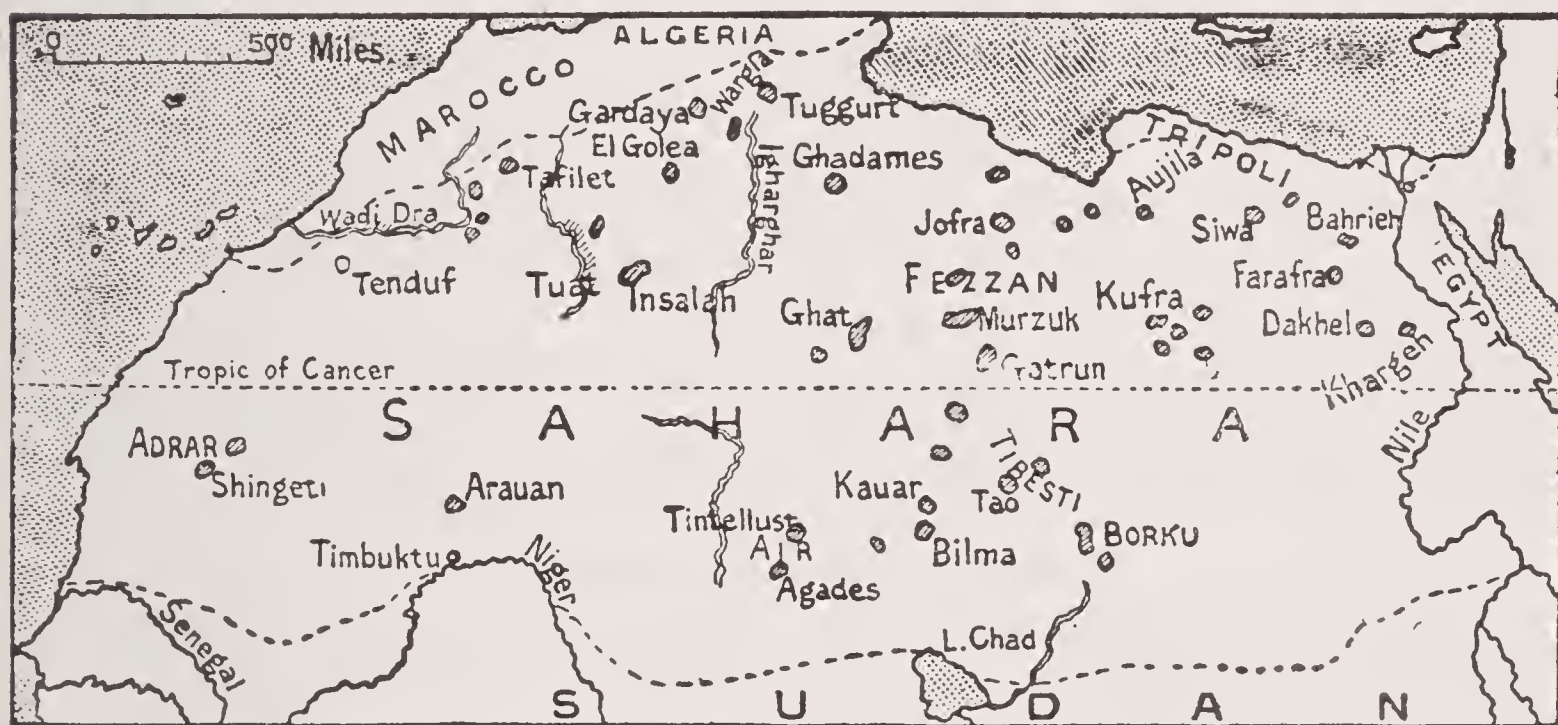 0 500 Miles.
ALGERIA
MAROCCO
Gardaya
Wargla
Tuggurt
El Golea
Ighargha​r
Ghadames
TRIPOLI
Tafilet
Aujila
Wadi Dra
Jofra
Siwa
Bahrieh
Tenduf
Tuat
Insalah
FEZZAN
Farafra
EGYPT
Ghat
Murzuk
Kufra
Dakhel
Gatrun
Khargeh
Tropic of Cancer
SAHARA
Nile
ADRAR
Shingeti
Arauan
Kauar
TIBESTI
Tao
Tintellust
AIR
Bilma
BORKU
Timbuktu
Niger
Agades
Senegal
L. Chad
SUDAN